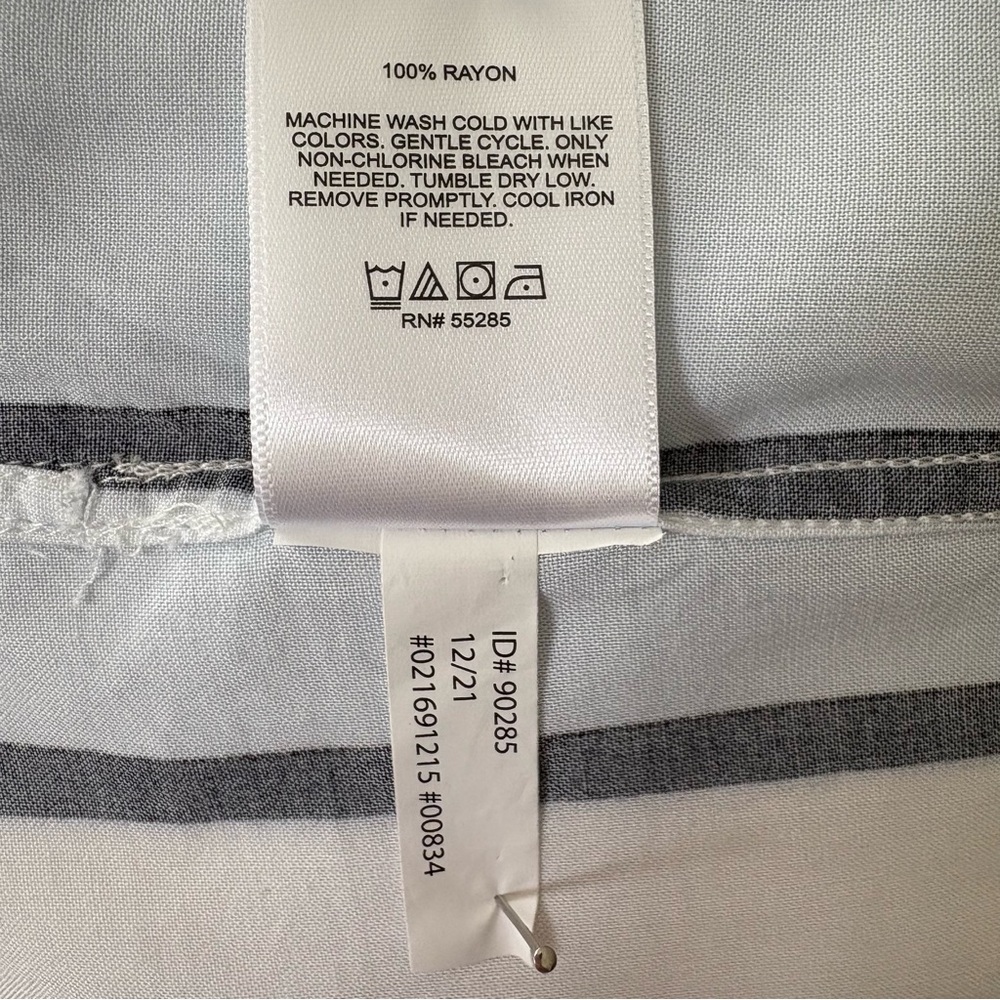 100% RAYON
MACHINE WASH COLD WITH LIKE
COLORS. GENTLE CYCLE. ONLY
NON-CHLORINE BLEACH WHEN
NEEDED. TUMBLE DRY LOW.
REMOVE PROMPTLY. COOL IRON
IF NEEDED.
RN# 55285
ID# 90285
12/21
#021691215 #00834